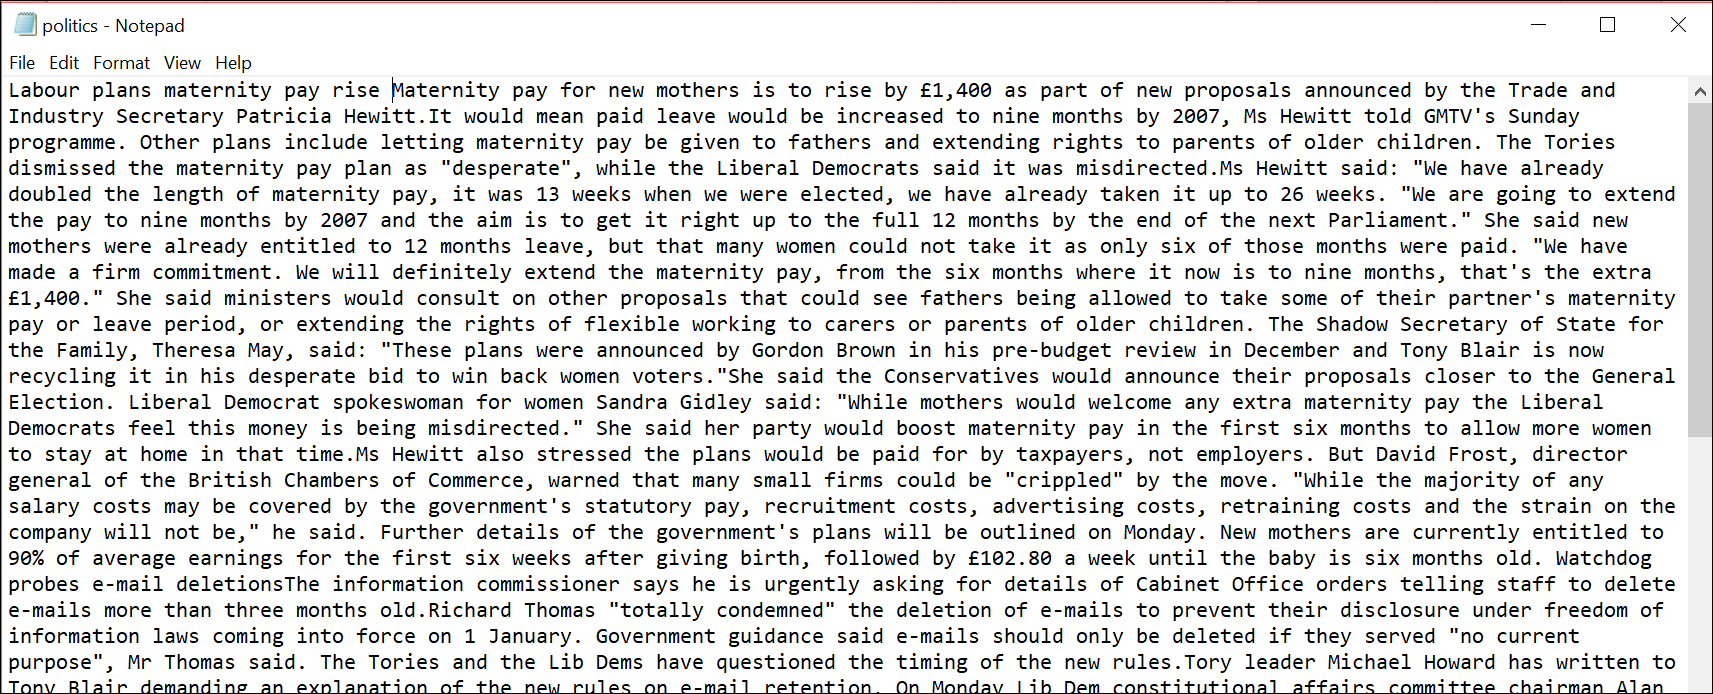 politics - Notepad
File Edit Format View Help
Labour plans maternity pay rise Maternity pay for new mothers is to rise by £1,400 as part of new proposals announced by the Trade and
Industry Secretary Patricia Hewitt.It would mean paid leave would be increased to nine months by 2007, Ms Hewitt told GMTV's Sunday
programme. Other plans include letting maternity pay be given to fathers and extending rights to parents of older children. The Tories
dismissed the maternity pay plan as "desperate", while the Liberal Democrats said it was misdirected.Ms Hewitt said: "We have already
doubled the length of maternity pay, it was 13 weeks when we were elected, we have already taken it up to 26 weeks. "We are going to extend
the pay to nine months by 2007 and the aim is to get it right up to the full 12 months by the end of the next Parliament." She said new
mothers were already entitled to 12 months leave, but that many women could not take it as only six of those months were paid. "We have
made a firm commitment. We will definitely extend the maternity pay, from the six months where it now is to nine months, that's the extra
£1,400." She said ministers would consult on other proposals that could see fathers being allowed to take some of their partner's maternity
pay or leave period, or extending the rights of flexible working to carers or parents of older children. The Shadow Secretary of State for
the Family, Theresa May, said: "These plans were announced by Gordon Brown in his pre-budget review in December and Tony Blair is now
recycling it in his desperate bid to win back women voters."She said the Conservatives would announce their proposals closer to the General
Election. Liberal Democrat spokeswoman for women Sandra Gidley said: "While mothers would welcome any extra maternity pay the Liberal
Democrats feel this money is being misdirected." She said her party would boost maternity pay in the first six months to allow more women
to stay at home in that time.Ms Hewitt also stressed the plans would be paid for by taxpayers, not employers. But David Frost, director
general of the British Chambers of Commerce, warned that many small firms could be "crippled" by the move. "While the majority of any
salary costs may be covered by the government's statutory pay, recruitment costs, advertising costs, retraining costs and the strain on the
company will not be," he said. Further details of the government's plans will be outlined on Monday. New mothers are currently entitled to
90% of average earnings for the first six weeks after giving birth, followed by £102.80 a week until the baby is six months old. Watchdog
probes e-mail deletionsThe information commissioner says he is urgently asking for details of Cabinet Office orders telling staff to delete
e-mails more than three months old.Richard Thomas "totally condemned" the deletion of e-mails to prevent their disclosure under freedom of
information laws coming into force on 1 January. Government guidance said e-mails should only be deleted if they served "no current
purpose", Mr Thomas said. The Tories and the Lib Dems have questioned the timing of the new rules.Tory leader Michael Howard has written to
Tony Blair demanding an explanation of the new rules on e-mail retention. On Monday Lib Dem constitutional affairs committee chairman Alan